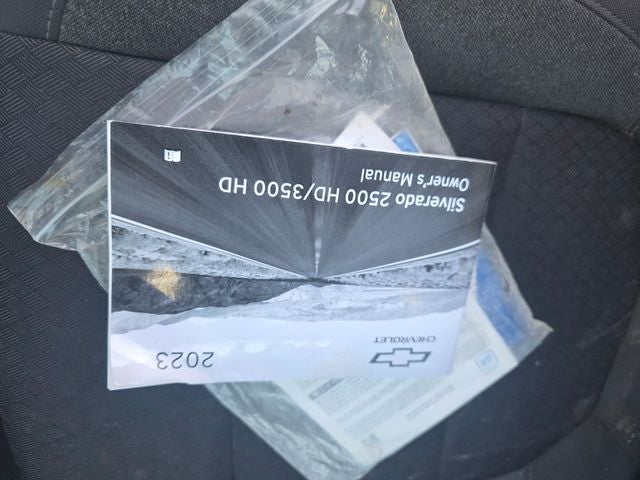 2023
CHEVROLET
Silverado 2500 HD/3500 HD
Owner's Manual